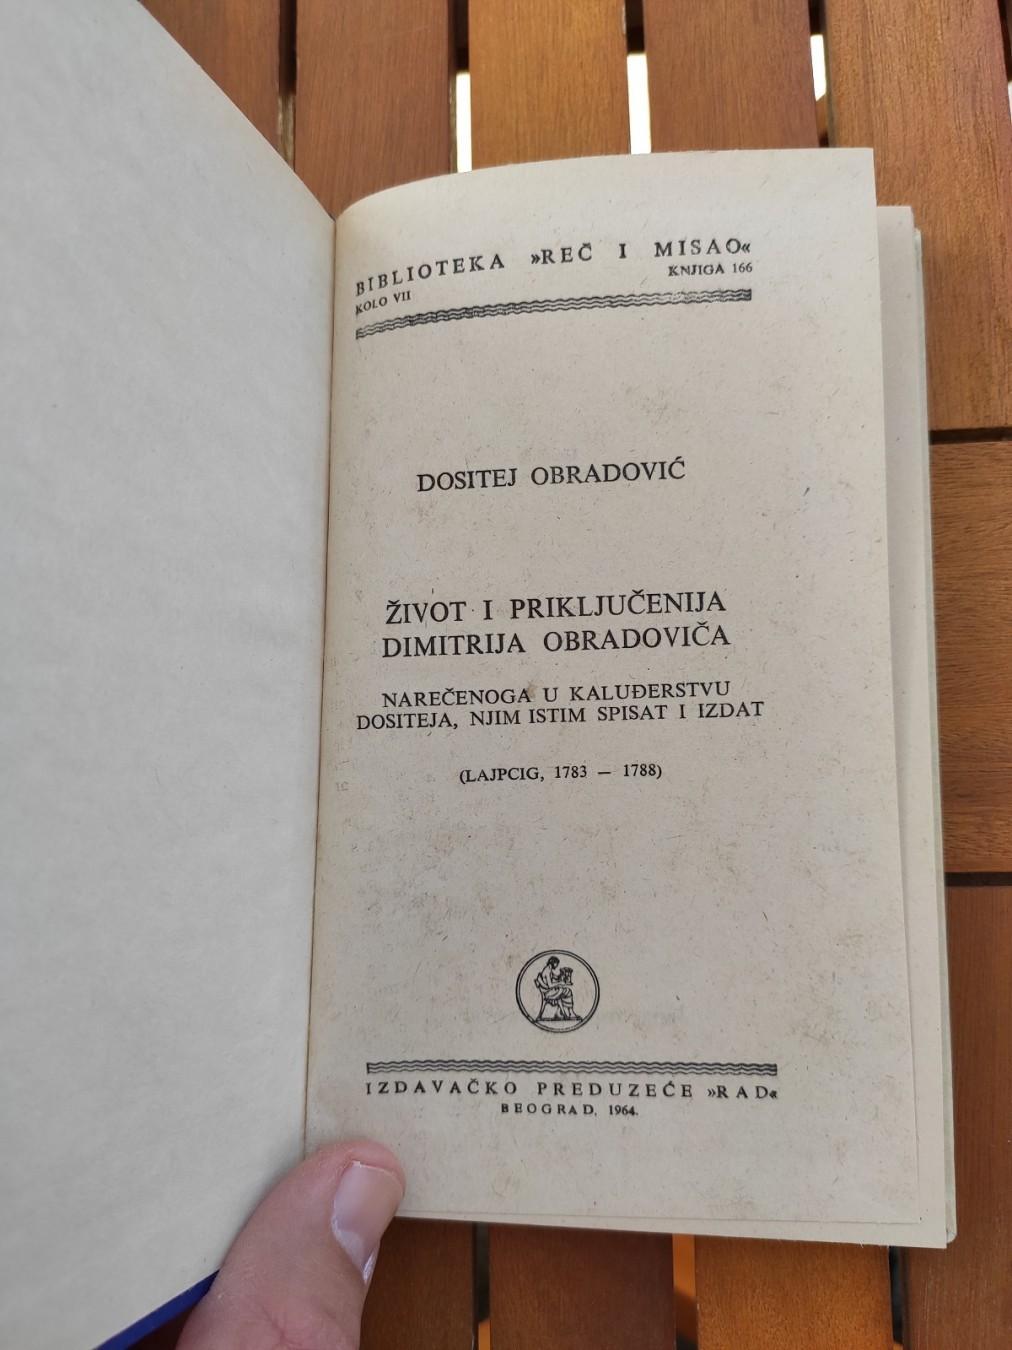 BIBLIOTEKA »REČ I MISAO«
KOLO VII KNJIGA 166
DOSITEJ OBRADOVIĆ
ŽIVOT I PRIKLJUČENIJA
DIMITRIJA OBRADOVIČA
NAREČENOGA U KALUĐERSTVU
DOSITEJA, NJIM ISTIM SPISAT I IZDAT
(LAJPCIG, 1783 — 1788)
IZDAVAČKO PREDUZEĆE »RAD«
BEOGRAD, 1964.